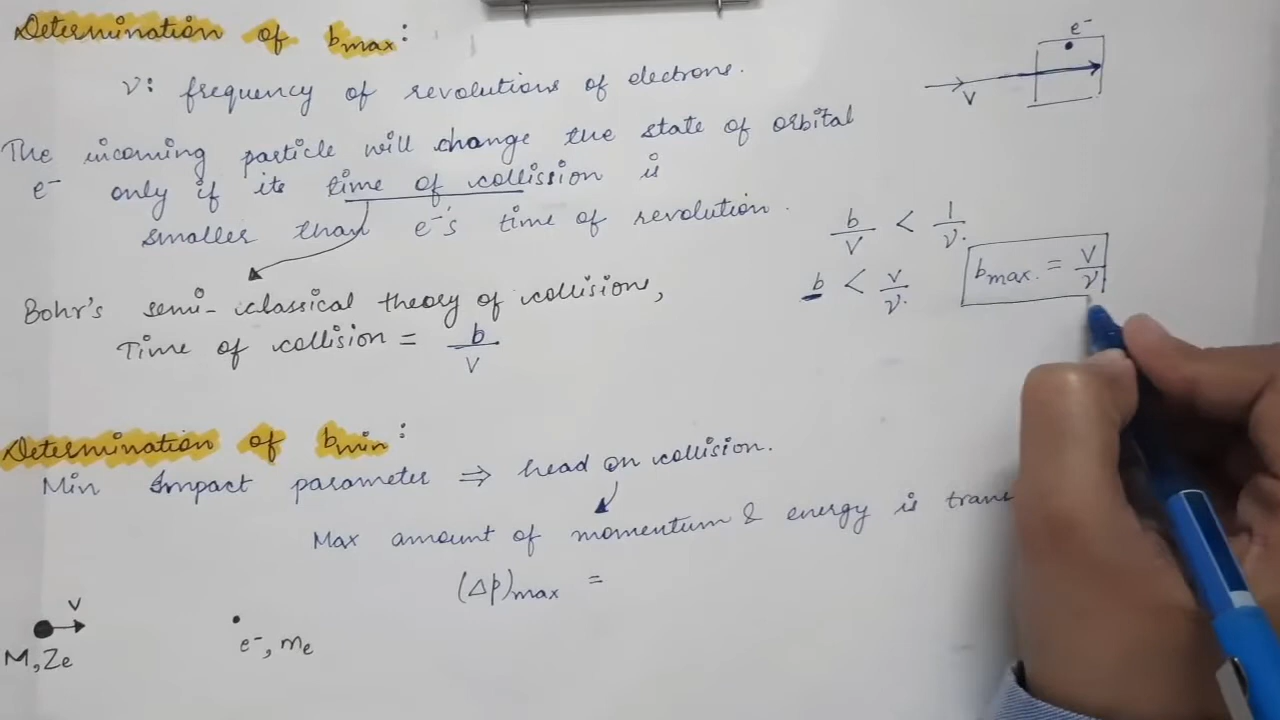 Determination of bmax:
ν: frequency of revolutions of electrons.
e⁻
v
The incoming particle will change the state of orbital
e⁻ only if its time of collission is
smaller than e⁻'s time of revolution.
b/v < 1/ν.
b < v/ν.
bmax. = v/ν
Bohr's semi-classical theory of collisions,
Time of collision = b/v
Determination of bmin:
Min Impact parameter ⇒ head on collision.
Max amount of momentum & energy is trans
(Δp)max =
v
M, Ze
e⁻, me